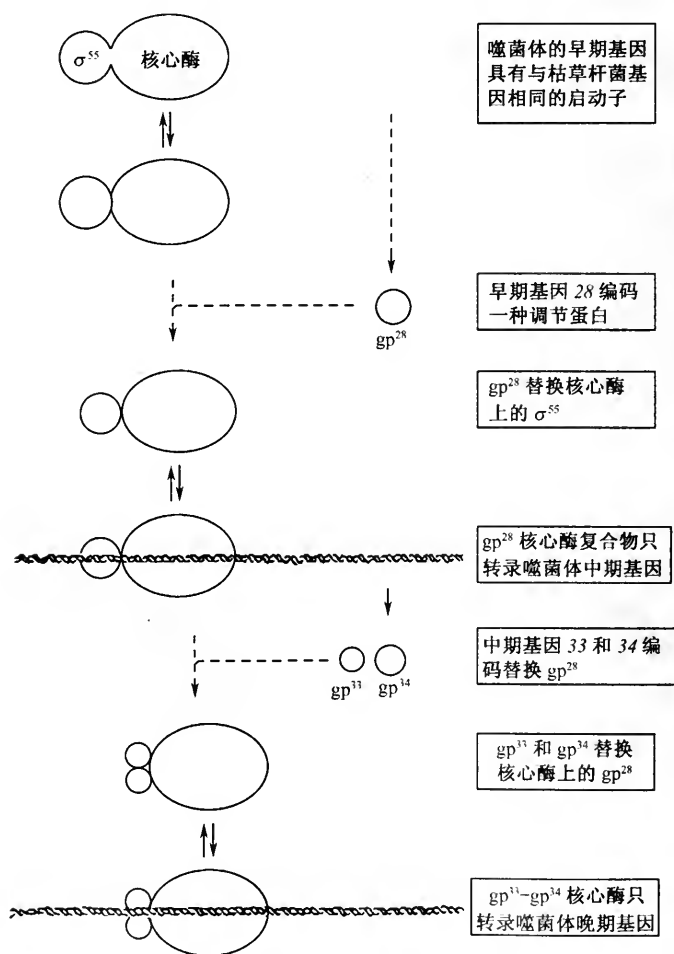 σ⁵⁵
核心酶
噬菌体的早期基因
具有与枯草杆菌基
因相同的启动子
早期基因 28 编码
一种调节蛋白
gp²⁸
gp²⁸ 替换核心酶
上的 σ⁵⁵
gp²⁸ 核心酶复合物只
转录噬菌体中期基因
中期基因 33 和 34 编
码替换 gp²⁸
gp³³ gp³⁴
gp³³ 和 gp³⁴ 替换
核心酶上的 gp²⁸
gp³³-gp³⁴ 核心酶只
转录噬菌体晚期基因